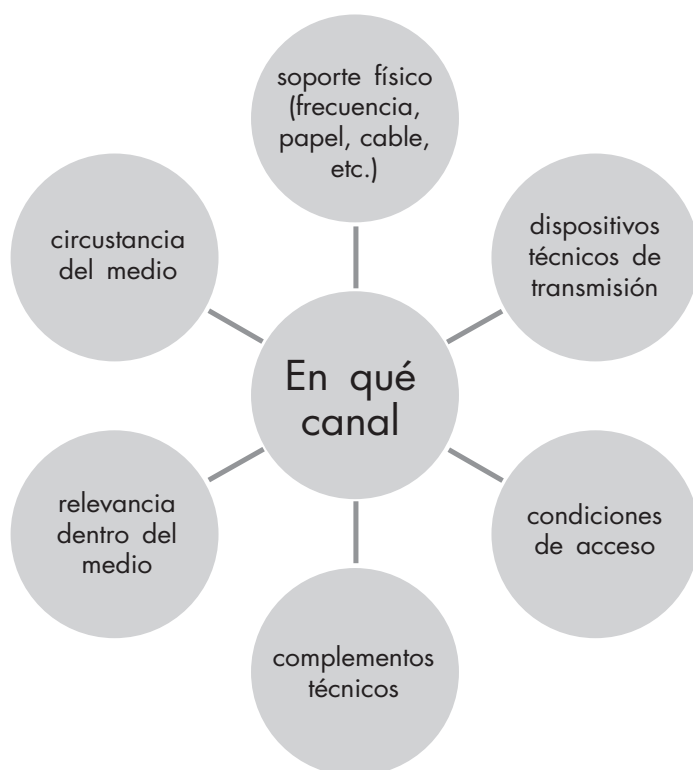 soporte físico
(frecuencia,
papel, cable,
etc.)
dispositivos
técnicos de
transmisión
condiciones
de acceso
complementos
técnicos
relevancia
dentro del
medio
circustancia
del medio
En qué
canal